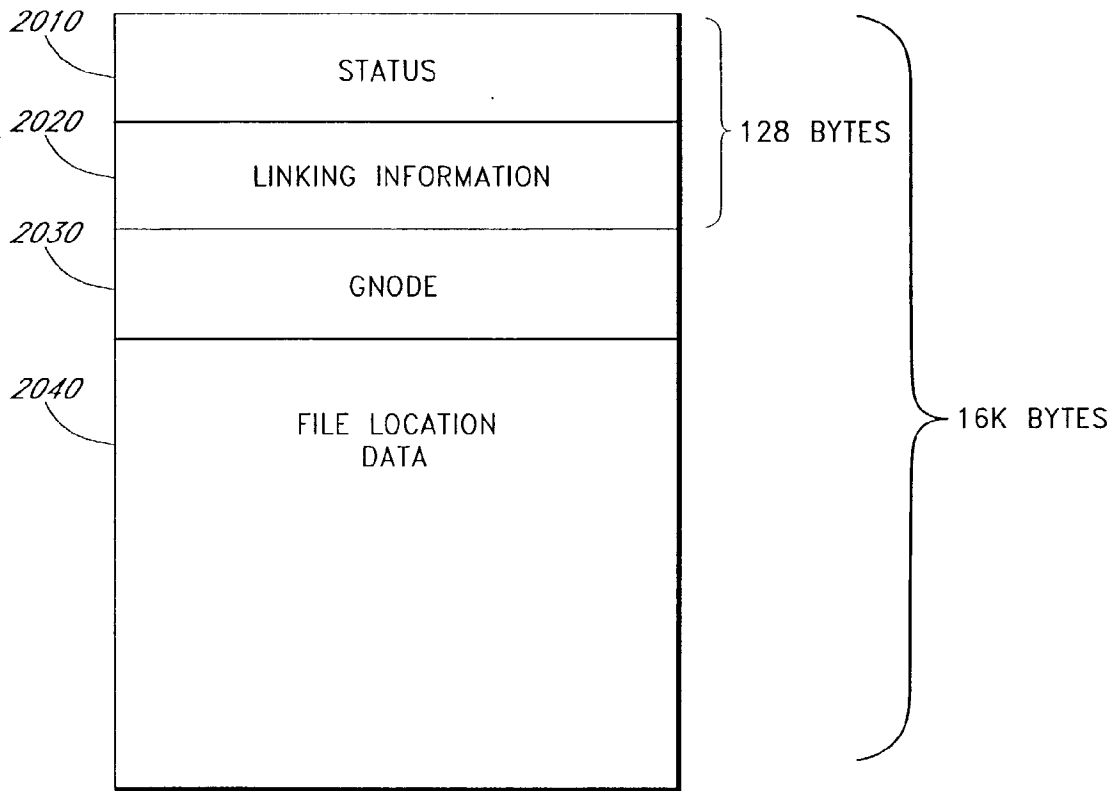 2010
STATUS
2020
LINKING INFORMATION
128 BYTES
2030
GNODE
2040
FILE LOCATION
DATA
16K BYTES